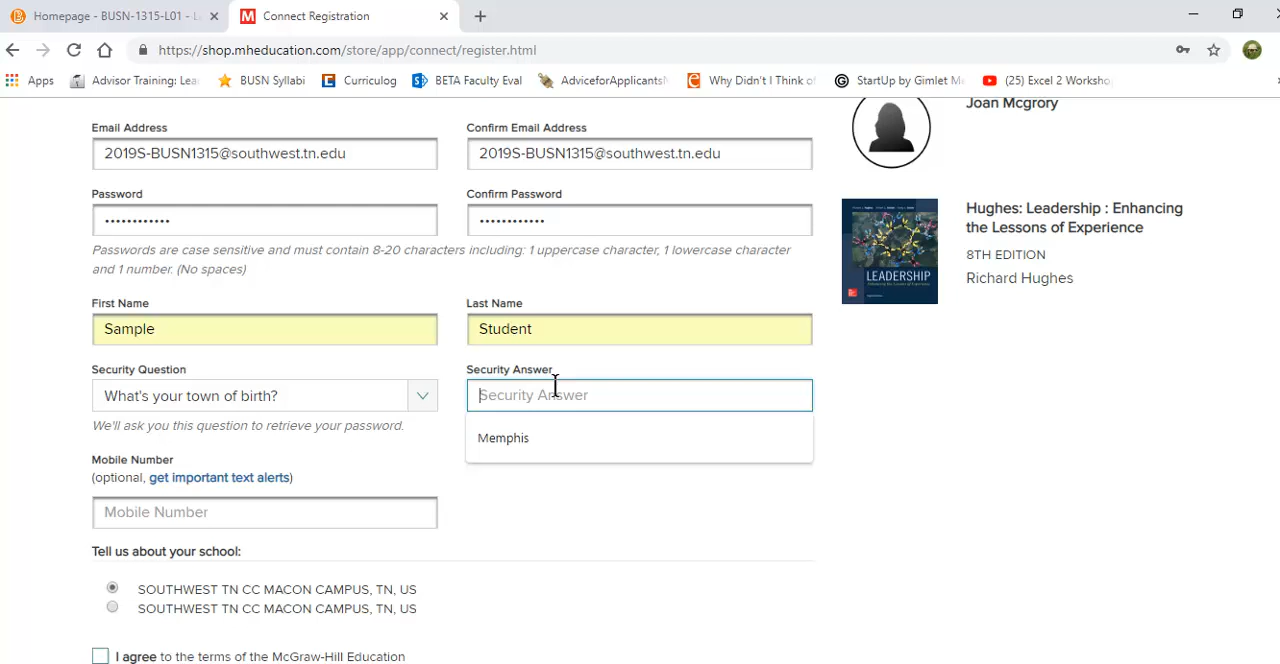 Homepage - BUSN-1315-L01 - L
Connect Registration
https://shop.mheducation.com/store/app/connect/register.html
Apps
Advisor Training: Lea
BUSN Syllabi
Curriculog
BETA Faculty Eval
AdviceforApplicants
Why Didn't I Think of
StartUp by Gimlet Me
(25) Excel 2 Workshop
Joan Mcgrory
Email Address
Confirm Email Address
2019S-BUSN1315@southwest.tn.edu
2019S-BUSN1315@southwest.tn.edu
Password
Confirm Password
••••••••••••
••••••••••••
Passwords are case sensitive and must contain 8-20 characters including: 1 uppercase character, 1 lowercase character
and 1 number. (No spaces)
Hughes: Leadership : Enhancing
the Lessons of Experience
8TH EDITION
Richard Hughes
LEADERSHIP
First Name
Last Name
Sample
Student
Security Question
Security Answer
What's your town of birth?
Security Answer
We'll ask you this question to retrieve your password.
Memphis
Mobile Number
(optional, get important text alerts)
Mobile Number
Tell us about your school:
SOUTHWEST TN CC MACON CAMPUS, TN, US
SOUTHWEST TN CC MACON CAMPUS, TN, US
I agree to the terms of the McGraw-Hill Education